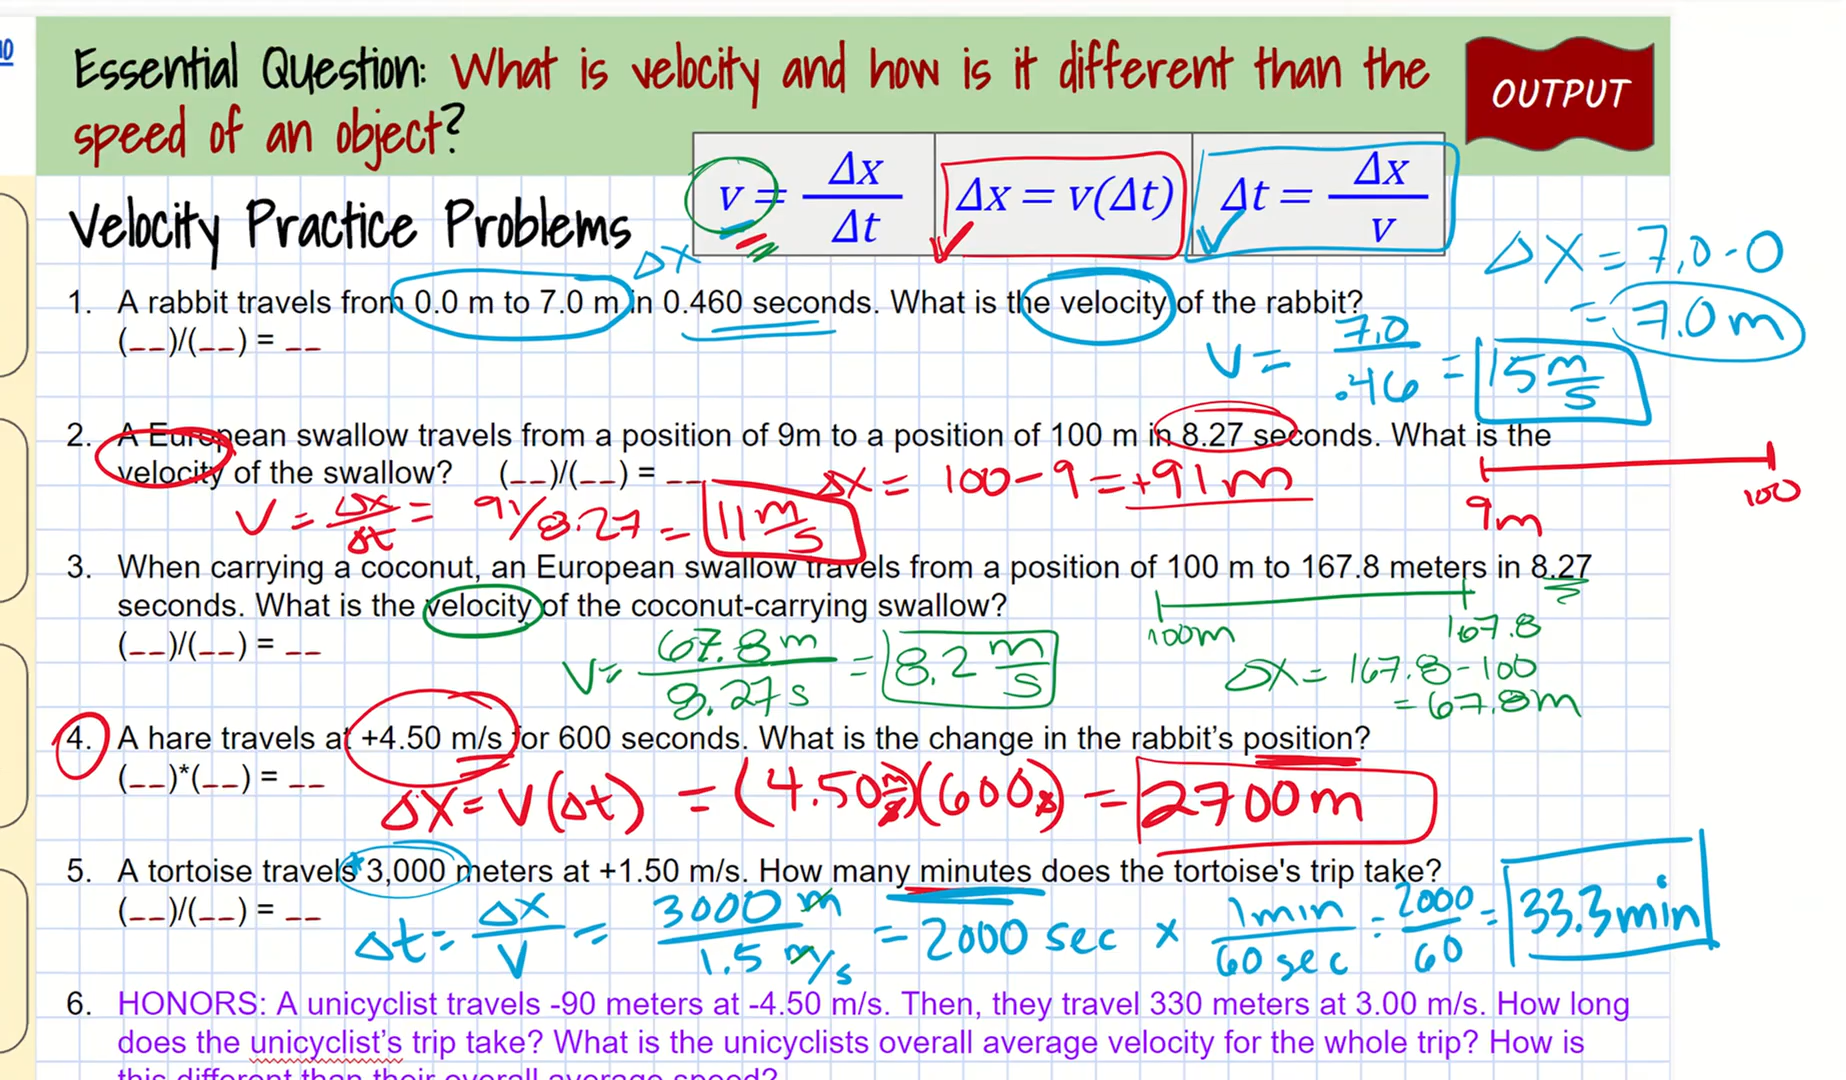 Essential Question: What is velocity and how is it different than the
speed of an object?
OUTPUT
v = Δx / Δt
Δx = v(Δt)
Δt = Δx / v
Velocity Practice Problems
Δx
Δx = 7.0 - 0
= 7.0 m
1. A rabbit travels from 0.0 m to 7.0 m in 0.460 seconds. What is the velocity of the rabbit?
(__)/(__) = __
V = 7.0 / .46 = 15 m/s
2. A European swallow travels from a position of 9m to a position of 100 m in 8.27 seconds. What is the
velocity of the swallow? (__)/(__) = __
Δx = 100 - 9 = +91 m
9m 100
V = Δx/Δt = 91/8.27 = 11 m/s
3. When carrying a coconut, an European swallow travels from a position of 100 m to 167.8 meters in 8.27
seconds. What is the velocity of the coconut-carrying swallow?
100m 167.8
(__)/(__) = __
V = 67.8 m / 8.27 s = 8.2 m/s
Δx = 167.8 - 100
= 67.8m
4. A hare travels at +4.50 m/s for 600 seconds. What is the change in the rabbit’s position?
(__)*(__) = __
Δx = V(Δt) = (4.50 m/s)(600 s) = 2700 m
5. A tortoise travels 3,000 meters at +1.50 m/s. How many minutes does the tortoise's trip take?
(__)/(__) = __
Δt = Δx / V = 3000 m / 1.5 m/s = 2000 sec x 1 min / 60 sec = 2000 / 60 = 33.3 min
6. HONORS: A unicyclist travels -90 meters at -4.50 m/s. Then, they travel 330 meters at 3.00 m/s. How long
does the unicyclist’s trip take? What is the unicyclists overall average velocity for the whole trip? How is
this different than their overall average speed?